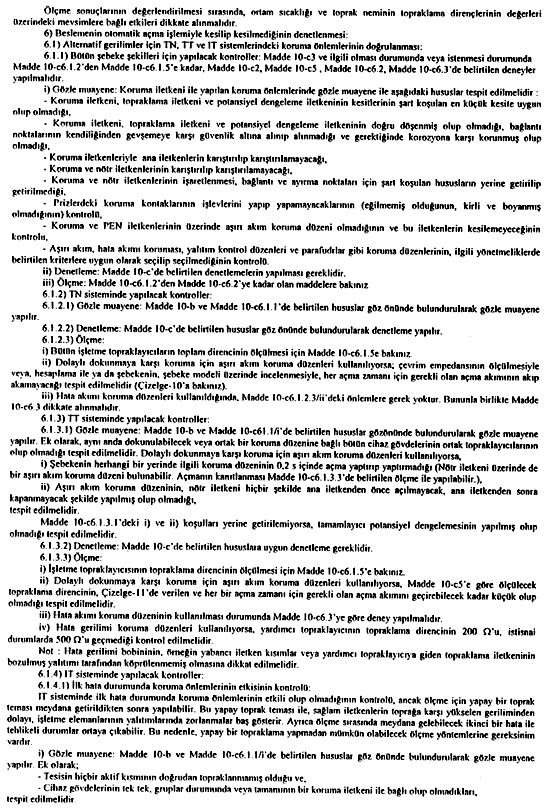 Ölçme sonuçlarının değerlendirilmesi sırasında, ortam sıcaklığı ve toprak neminin topraklama dirençlerinin değerleri
üzerindeki mevsimlere bağlı etkileri dikkate alınmalıdır.
6) Beslemenin otomatik açma işlemiyle kesilip kesilmediğinin denetlenmesi:
6.1) Alternatif gerilimler için TN, TT ve IT sistemlerindeki koruma önlemlerinin doğrulanması:
6.1.1) Bütün şebeke şekilleri için yapılacak kontroller: Madde 10-c3 ve ilgili olması durumunda veya istenmesi durumunda
Madde 10-c6.1.2'den Madde 10-c6.1.5'e kadar, Madde 10-c2, Madde 10-c5 , Madde 10-c6.2, Madde 10-c6.3'de belirtilen deneyler
yapılmalıdır.
i) Gözle muayene: Koruma iletkeni ile yapılan koruma önlemlerinde gözle muayene ile aşağıdaki hususlar tespit edilmelidir :
- Koruma iletkeni, topraklama iletkeni ve potansiyel dengeleme iletkeninin kesitlerinin şart koşulan en küçük kesite uygun
olup olmadığı,
- Koruma iletkeni, topraklama iletkeni ve potansiyel dengeleme iletkeninin doğru döşenmiş olup olmadığı, bağlantı
noktalarının kendiliğinden gevşemeye karşı güvenlik altına alınıp alınmadığı ve gerektiğinde korozyona karşı korunmuş olup
olmadığı,
- Koruma iletkenleriyle ana iletkenlerin karıştırılıp karıştırılamayacağı,
- Koruma ve nötr iletkenlerinin karıştırılıp karıştırılamayacağı,
- Koruma ve nötr iletkenlerinin işaretlenmesi, bağlantı ve ayırma noktaları için şart koşulan hususların yerine getirilip
getirilmediği,
- Prizlerdeki koruma kontaklarının işlevlerini yapıp yapamayacaklarının (eğilmemiş olduğunun, kirli ve boyanmış
olmadığının) kontrolü,
- Koruma ve PEN iletkenlerinin üzerinde aşırı akım koruma düzeni olmadığının ve bu iletkenlerin kesilemeyeceğinin
kontrolu,
- Aşırı akım, hata akımı koruması, yalıtım kontrol düzenleri ve parafudrlar gibi koruma düzenlerinin, ilgili yönetmeliklerde
belirtilen kriterlere uygun olarak seçilip seçilmediğinin kontrolü.
ii) Denetleme: Madde 10-c'de belirtilen denetlemelerin yapılması gereklidir.
iii) Ölçme: Madde 6.1.2'den Madde 10-c6.2'ye kadar olan maddelere bakınız
6.1.2) TN sisteminde yapılacak kontroller:
6.1.2.1) Gözle muayene: Madde 10-b ve Madde 10-c6.1.1'de belirtilen hususlar göz önünde bulundurularak gözle muayene
yapılır.
6.1.2.2) Denetleme: Madde 10-c'de belirtilen hususlar göz önünde bulundurularak denetleme yapılır.
6.1.2.3) Ölçme:
i) Bütün işletme topraklayıcıların toplam direncinin ölçülmesi için Madde 10-c6.1.5e bakınız.
ii) Dolaylı dokunmaya karşı koruma için aşırı akım koruma düzenleri kullanılıyorsa; çevrim empedansının ölçülmesiyle
veya, hesaplama ile ya da şebekenin, şebeke modeli üzerinde incelenmesiyle, her açma zamanı için gerekli olan açma akımının akıp
akamayacağı tespit edilmelidir (Çizelge-10'a bakınız).
iii) Hata akımı koruma düzenleri kullanıldığında, Madde 10-c6.1.2.3/ii'deki önlemlere gerek yoktur. Bununla birlikte Madde
10-c6.3 dikkate alınmalıdır.
6.1.3) TT sisteminde yapılacak kontroller:
6.1.3.1) Gözle muayene: Madde 10-b ve Madde 10-c61.1/i'de belirtilen hususlar gözönünde bulundurularak gözle muayene
yapılır. Ek olarak, aynı anda dokunulabilecek veya ortak bir koruma düzenine bağlı bütün cihaz gövdelerinin ortak topraklayıcılarının
olup olmadığı tespit edilmelidir. Dolaylı dokunmaya karşı koruma için aşırı akım koruma düzenleri kullanılıyorsa,
i) Şebekenin herhangi bir yerinde ilgili koruma düzeninin 0,2 s içinde açma yaptırıp yaptırmadığı (Nötr iletkeni üzerinde de
bir aşırı akım koruma düzeni bulunabilir. Açmanın kanıtlanması Madde 10-c6.1.3.3'de belirtilen ölçme ile yapılabilir.),
ii) Aşırı akım koruma düzeninin, nötr iletkeni hiçbir şekilde ana iletkenden önce açılmayacak, ana iletkenden sonra
kapanmayacak şekilde yapılmış olup olmadığı,
tespit edilmelidir.
Madde 10-c6.1.3.1'deki i) ve ii) koşulları yerine getirilemiyorsa, tamamlayıcı potansiyel dengelemesinin yapılmış olup
olmadığı tespit edilmelidir.
6.1.3.2) Denetleme: Madde 10-c'de belirtilen hususlara uygun denetleme gereklidir.
6.1.3.3) Ölçme:
i) İşletme topraklayıcısının topraklama direncinin ölçülmesi için Madde 10-c6.1.5'e bakınız.
ii) Dolaylı dokunmaya karşı koruma için aşırı akım koruma düzenleri kullanılıyorsa, Madde 10-c5'e göre ölçülecek
topraklama direncinin, Çizelge-11'de verilen ve her bir açma zamanı için gerekli olan açma akımını geçirebilecek kadar küçük olup
olmadığı tespit edilmelidir.
iii) Hata akımı koruma düzeninin kullanılması durumunda Madde 10-c6.3'ye göre deney yapılmalıdır.
iv) Hata gerilimi koruma düzenleri kullanılıyorsa, yardımcı topraklayıcının topraklama direncinin 200 Ω'u, istisnai
durumlarda 500 Ω'u geçmediği kontrol edilmelidir.
Not : Hata gerilimi bobininin, örneğin yabancı iletken kısımlar veya yardımcı topraklayıcıya giden topraklama iletkeninin
bozulmuş yalıtımı tarafından köprülenmemiş olmasına dikkat edilmelidir.
6.1.4) IT sisteminde yapılacak kontroller:
6.1.4.1) İlk hata durumunda koruma önlemlerinin etkisinin kontrolü:
IT sisteminde ilk hata durumunda koruma önlemlerinin etkili olup olmadığının kontrolü, ancak ölçme için yapay bir toprak
teması meydana getirildikten sonra yapılabilir. Bu yapay toprak teması ile, sağlam iletkenlerin toprağa karşı yükselen geriliminden
dolayı, işletme elemanlarının yalıtımlarında zorlanmalar baş gösterir. Ayrıca ölçme sırasında meydana gelebilecek ikinci bir hata ile
tehlikeli durumlar ortaya çıkabilir. Bu nedenle, yapay bir topraklama yapmadan mümkün olabilecek ölçme yöntemlerine gereksinim
vardır.
i) Gözle muayene: Madde 10-b ve Madde 10-c6.1.1/i'de belirtilen hususlar göz önünde bulundurularak gözle muayene
yapılır. Ek olarak;
- Tesisin hiçbir aktif kısmının doğrudan topraklanmamış olduğu ve,
- Cihaz gövdelerinin tek tek, gruplar durumunda veya tamamının bir koruma iletkeni ile bağlı olup olmadıkları,
tespit edilmelidir